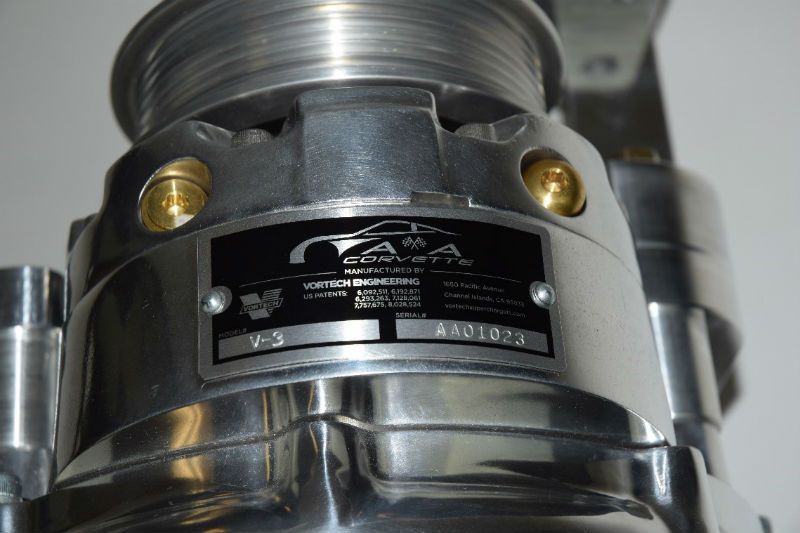 A A
CORVETTE
MANUFACTURED BY
VORTECH ENGINEERING
US PATENTS: 6,092,511, 6,192,871
6,293,263, 7,128,061
7,757,675, 8,028,524
1650 Pacific Avenue
Channel Islands, CA 93033
vortechsuperchargers.com
VORTECH
MODEL#
V-3
SERIAL#
AA01023